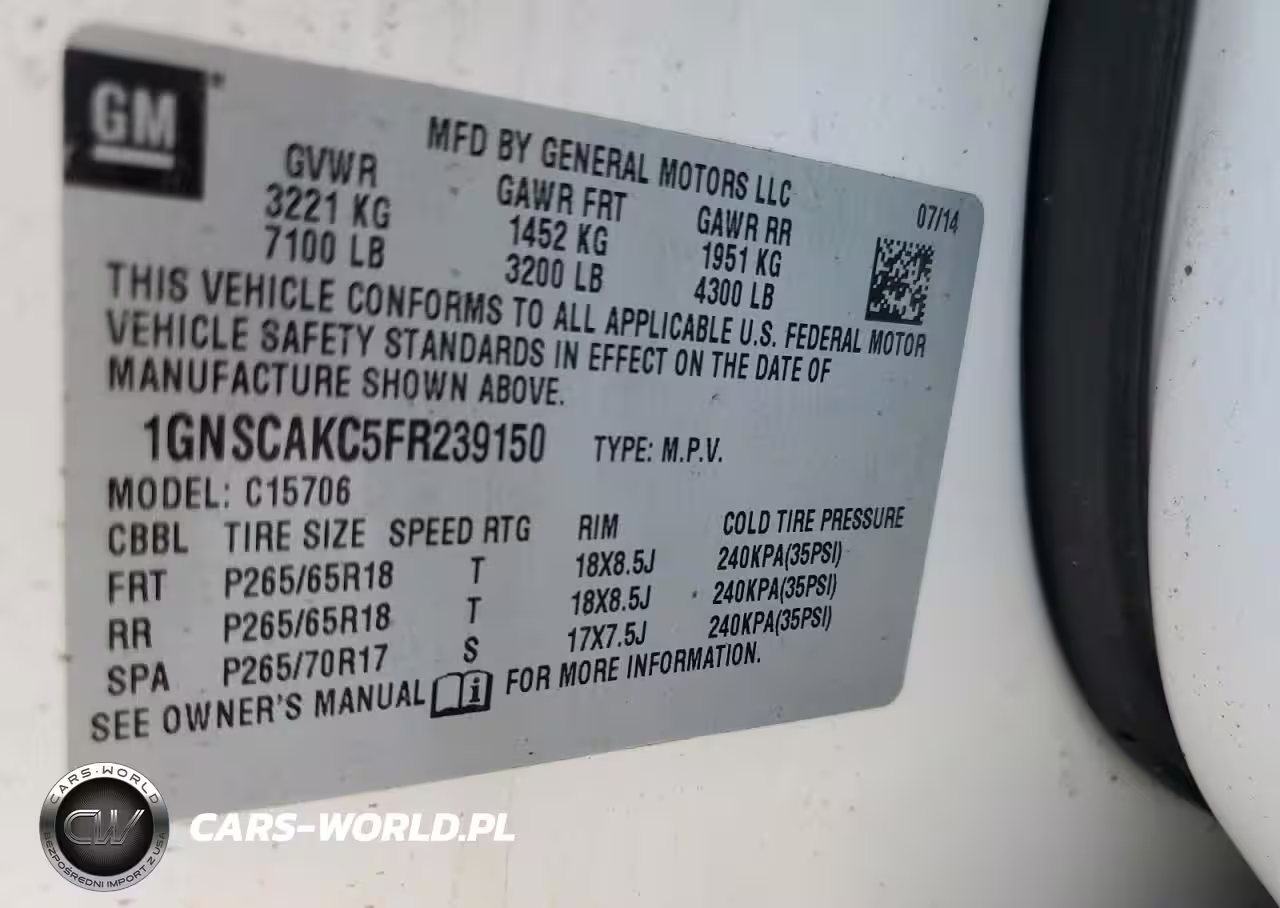 GM
MFD BY GENERAL MOTORS LLC
07/14
GVWR GAWR FRT GAWR RR
3221 KG 1452 KG 1951 KG
7100 LB 3200 LB 4300 LB
THIS VEHICLE CONFORMS TO ALL APPLICABLE U.S. FEDERAL MOTOR
VEHICLE SAFETY STANDARDS IN EFFECT ON THE DATE OF
MANUFACTURE SHOWN ABOVE.
1GNSCAKC5FR239150 TYPE: M.P.V.
MODEL: C15706
CBBL TIRE SIZE SPEED RTG RIM COLD TIRE PRESSURE
FRT P265/65R18 T 18X8.5J 240KPA(35PSI)
RR P265/65R18 T 18X8.5J 240KPA(35PSI)
SPA P265/70R17 S 17X7.5J 240KPA(35PSI)
SEE OWNER'S MANUAL i FOR MORE INFORMATION.
CARS-WORLD
CW
BEZPOŚREDNI IMPORT Z USA
CARS-WORLD.PL